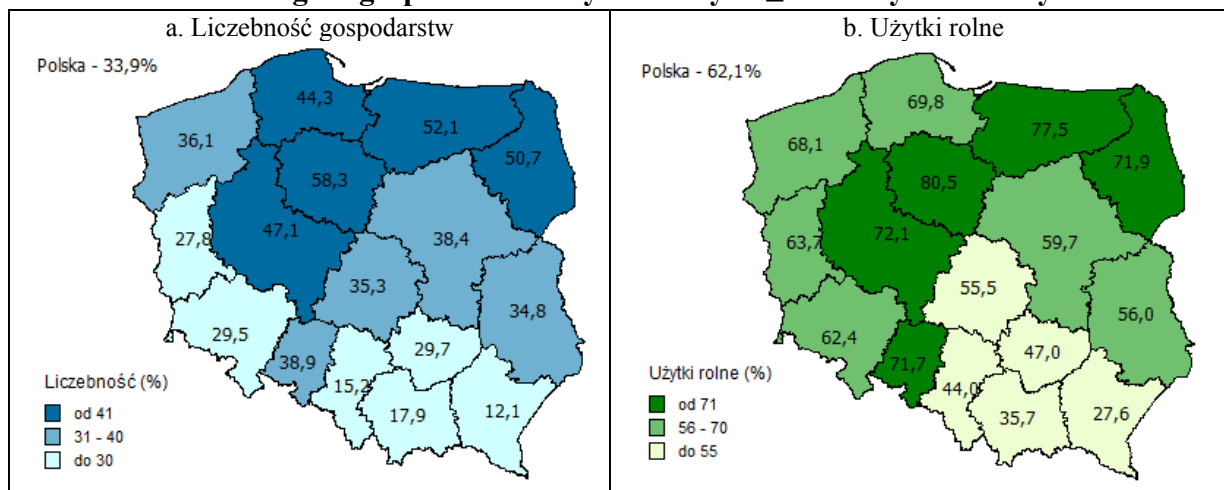 a. Liczebność gospodarstw
Polska - 33,9%
44,3
36,1
52,1
50,7
58,3
47,1
27,8
38,4
35,3
34,8
29,5
38,9
29,7
15,2
17,9
12,1
Liczebność (%)
od 41
31 - 40
do 30
b. Użytki rolne
Polska - 62,1%
69,8
68,1
77,5
71,9
80,5
72,1
63,7
59,7
55,5
56,0
62,4
71,7
47,0
44,0
35,7
27,6
Użytki rolne (%)
od 71
56 - 70
do 55